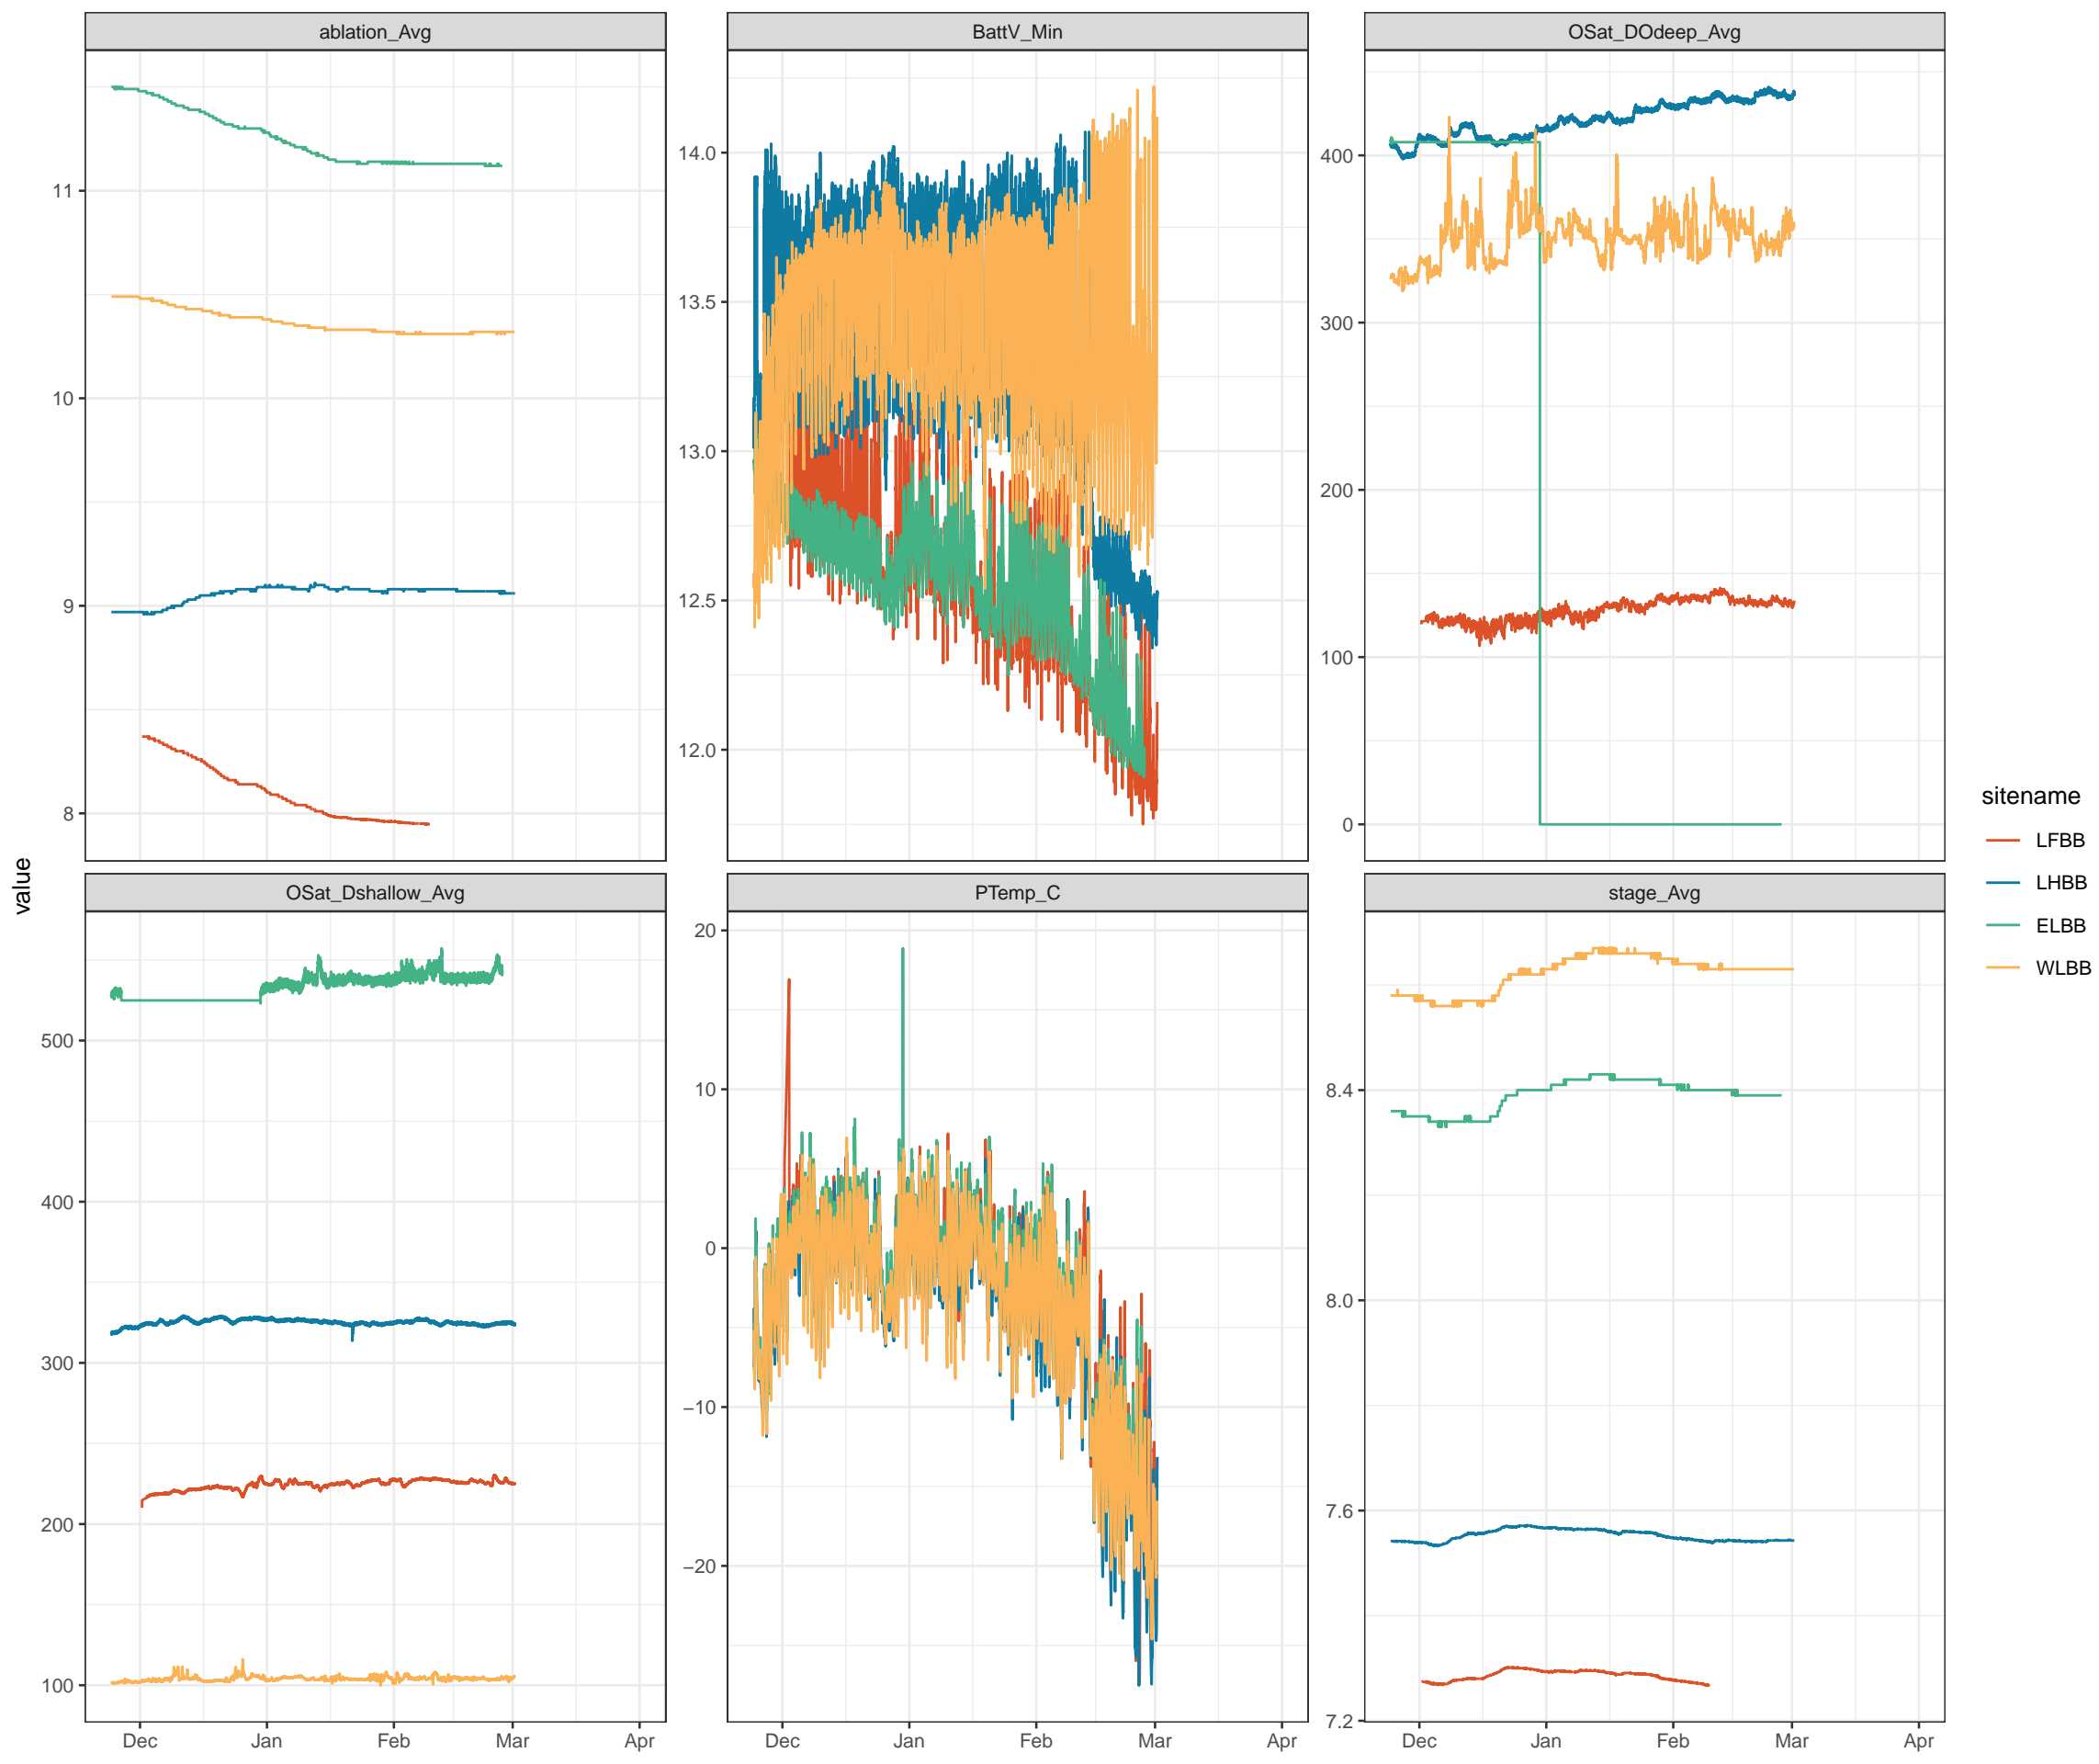 ablation_Avg
BattV_Min
OSat_DOdeep_Avg
11
10
9
8
14.0
13.5
13.0
12.5
12.0
400
300
200
100
0
value
OSat_Dshallow_Avg
PTemp_C
stage_Avg
500
400
300
200
100
20
10
0
−10
−20
8.4
8.0
7.6
7.2
Dec Jan Feb Mar Apr
Dec Jan Feb Mar Apr
Dec Jan Feb Mar Apr
sitename
LFBB
LHBB
ELBB
WLBB